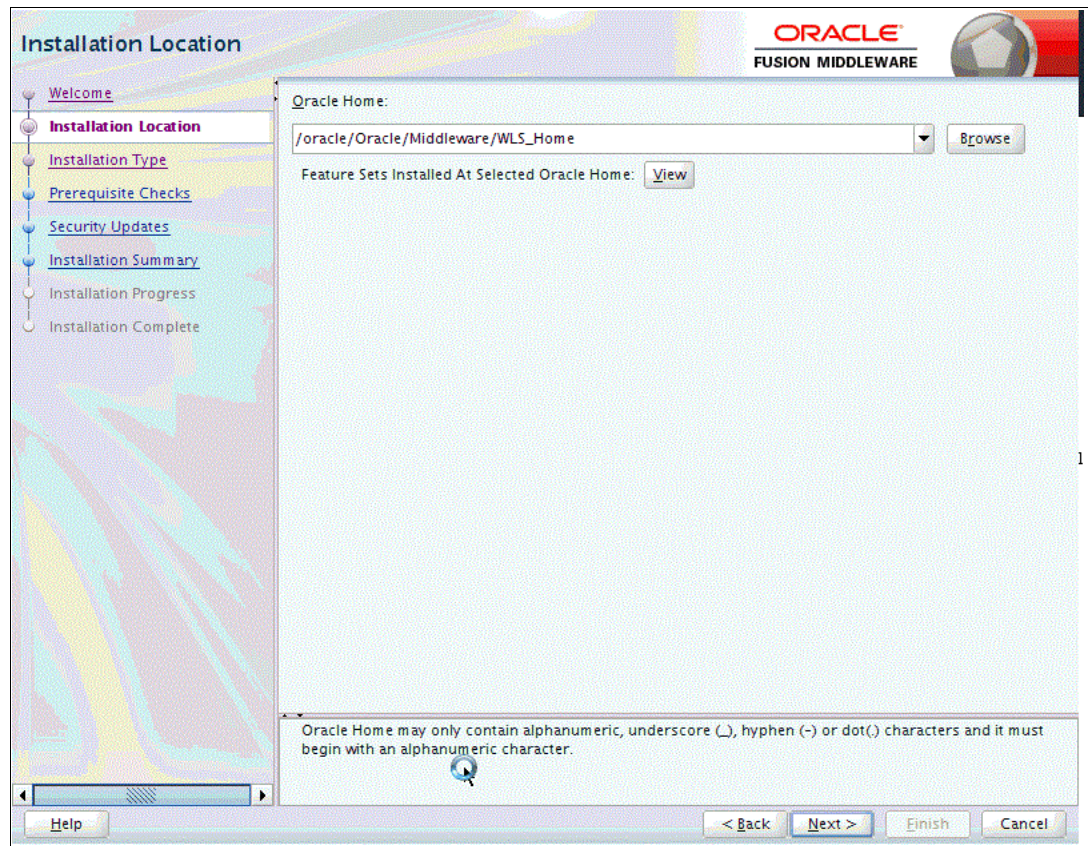 Installation Location
ORACLE
FUSION MIDDLEWARE
Welcome
Installation Location
Installation Type
Prerequisite Checks
Security Updates
Installation Summary
Installation Progress
Installation Complete
Oracle Home:
/oracle/Oracle/Middleware/WLS_Home
Browse
Feature Sets Installed At Selected Oracle Home: View
1
Oracle Home may only contain alphanumeric, underscore (_), hyphen (-) or dot(.) characters and it must
begin with an alphanumeric character.
Help
< Back Next > Finish Cancel